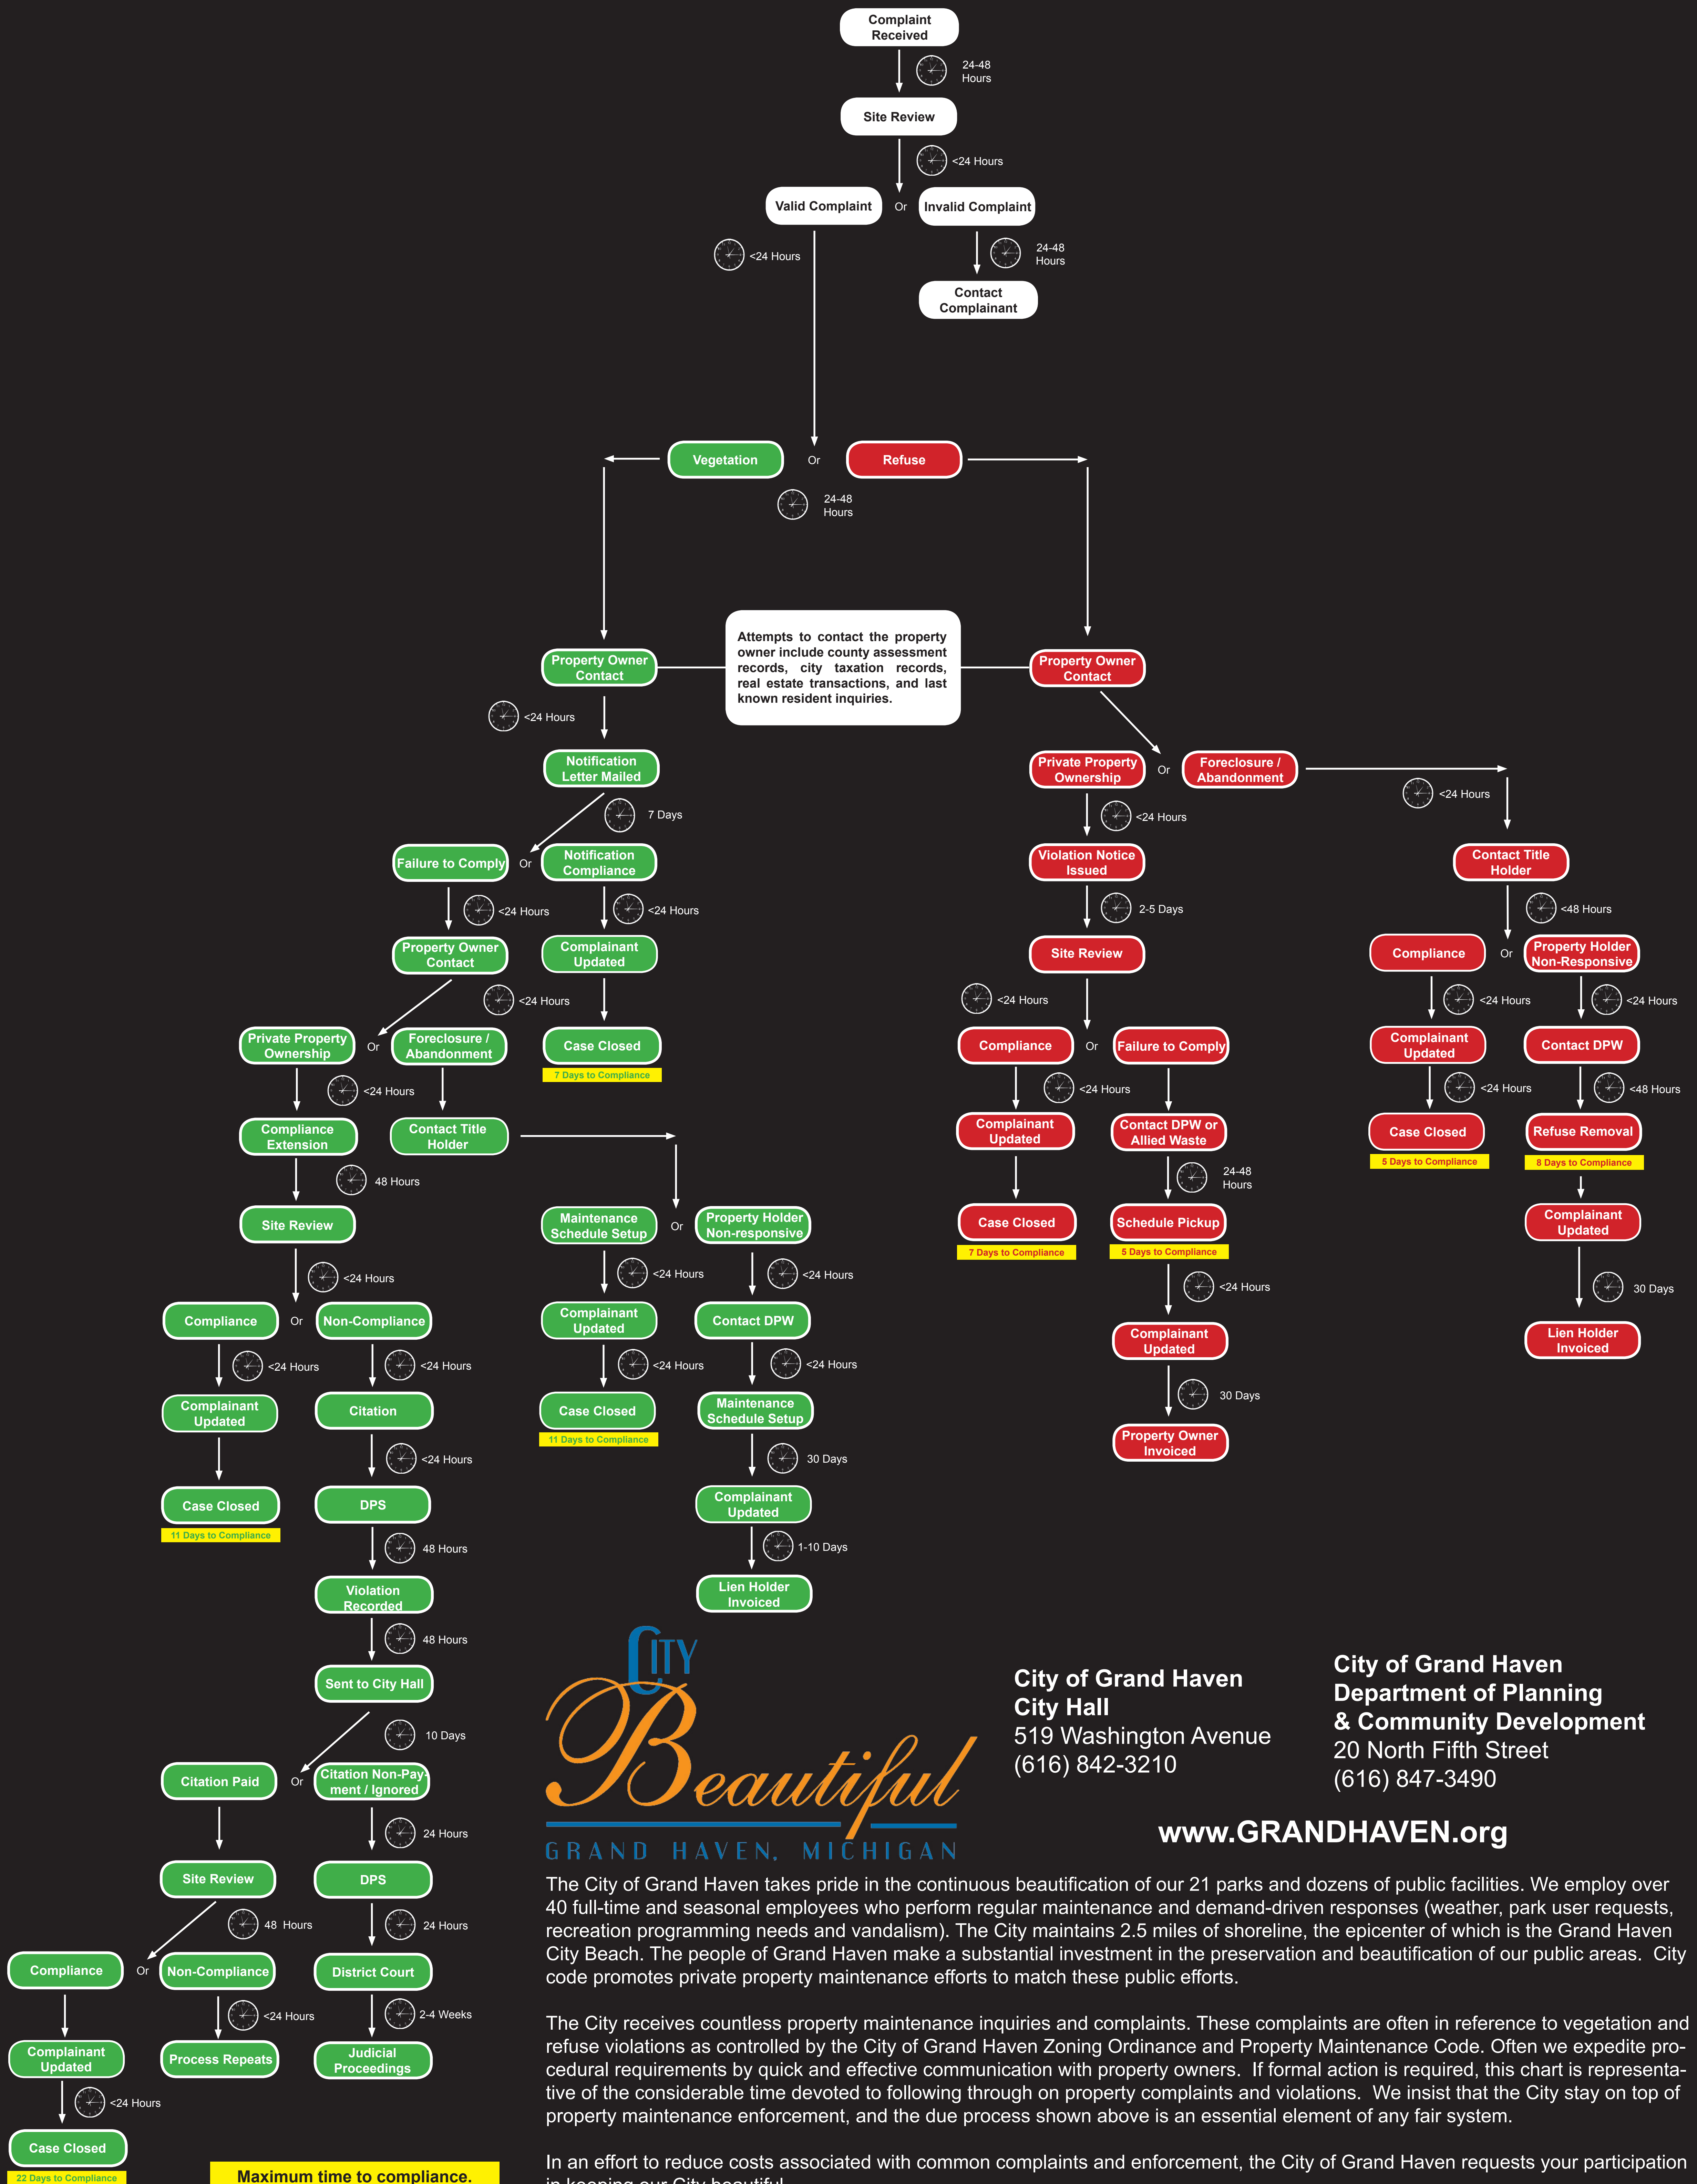 Complaint
Received
24-48
Hours
Site Review
<24 Hours
Valid Complaint
Or
Invalid Complaint
<24 Hours
24-48
Hours
Contact
Complainant
Vegetation
Or
Refuse
24-48
Hours
Attempts to contact the property
owner include county assessment
records, city taxation records,
real estate transactions, and last
known resident inquiries.
Property Owner
Contact
<24 Hours
Notification
Letter Mailed
7 Days
Failure to Comply
Or
Notification
Compliance
<24 Hours
<24 Hours
Property Owner
Contact
Complainant
Updated
<24 Hours
Private Property
Ownership
Or
Foreclosure /
Abandonment
Case Closed
7 Days to Compliance
<24 Hours
Compliance
Extension
Contact Title
Holder
48 Hours
Site Review
Maintenance
Schedule Setup
Or
Property Holder
Non-responsive
<24 Hours
<24 Hours
<24 Hours
Compliance
Or
Non-Compliance
Complainant
Updated
Contact DPW
<24 Hours
<24 Hours
<24 Hours
<24 Hours
Complainant
Updated
Citation
Case Closed
11 Days to Compliance
Maintenance
Schedule Setup
<24 Hours
30 Days
Case Closed
11 Days to Compliance
DPS
Complainant
Updated
48 Hours
1-10 Days
Violation
Recorded
Lien Holder
Invoiced
48 Hours
Sent to City Hall
10 Days
Citation Paid
Or
Citation Non-Pay-
ment / Ignored
24 Hours
Site Review
DPS
48 Hours
24 Hours
Compliance
Or
Non-Compliance
District Court
<24 Hours
2-4 Weeks
Complainant
Updated
Process Repeats
Judicial
Proceedings
<24 Hours
Case Closed
22 Days to Compliance
Maximum time to compliance.
Property Owner
Contact
Private Property
Ownership
Or
Foreclosure /
Abandonment
<24 Hours
<24 Hours
Violation Notice
Issued
Contact Title
Holder
2-5 Days
<48 Hours
Site Review
Compliance
Or
Property Holder
Non-Responsive
<24 Hours
<24 Hours
<24 Hours
Compliance
Or
Failure to Comply
Complainant
Updated
Contact DPW
<24 Hours
<24 Hours
<48 Hours
Complainant
Updated
Contact DPW or
Allied Waste
Case Closed
5 Days to Compliance
Refuse Removal
8 Days to Compliance
24-48
Hours
Case Closed
7 Days to Compliance
Schedule Pickup
5 Days to Compliance
Complainant
Updated
<24 Hours
30 Days
Complainant
Updated
Lien Holder
Invoiced
30 Days
Property Owner
Invoiced
CITY
Beautiful
GRAND HAVEN, MICHIGAN
City of Grand Haven
City Hall
519 Washington Avenue
(616) 842-3210
City of Grand Haven
Department of Planning
& Community Development
20 North Fifth Street
(616) 847-3490
www.GRANDHAVEN.org
The City of Grand Haven takes pride in the continuous beautification of our 21 parks and dozens of public facilities. We employ over
40 full-time and seasonal employees who perform regular maintenance and demand-driven responses (weather, park user requests,
recreation programming needs and vandalism). The City maintains 2.5 miles of shoreline, the epicenter of which is the Grand Haven
City Beach. The people of Grand Haven make a substantial investment in the preservation and beautification of our public areas. City
code promotes private property maintenance efforts to match these public efforts.
The City receives countless property maintenance inquiries and complaints. These complaints are often in reference to vegetation and
refuse violations as controlled by the City of Grand Haven Zoning Ordinance and Property Maintenance Code. Often we expedite pro-
cedural requirements by quick and effective communication with property owners. If formal action is required, this chart is representa-
tive of the considerable time devoted to following through on property complaints and violations. We insist that the City stay on top of
property maintenance enforcement, and the due process shown above is an essential element of any fair system.
In an effort to reduce costs associated with common complaints and enforcement, the City of Grand Haven requests your participation
in keeping our City beautiful